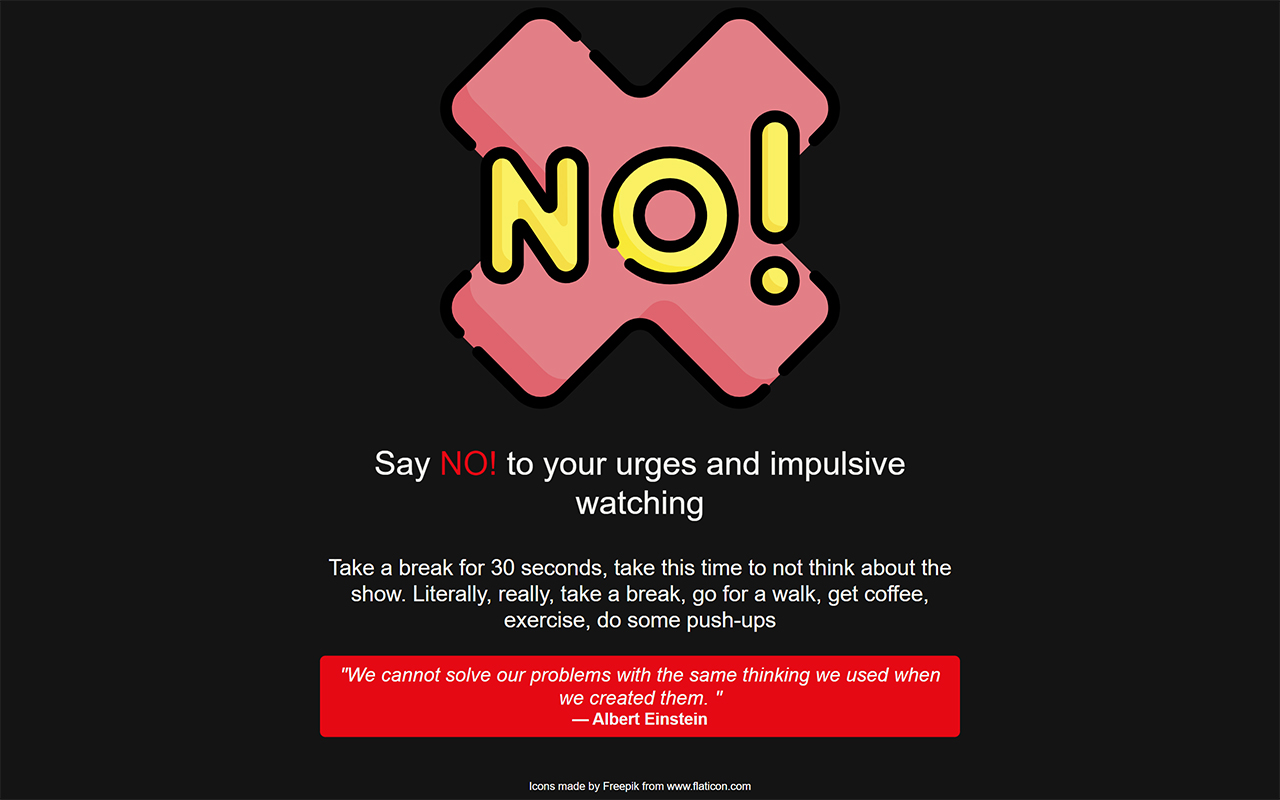 NO!
Say NO! to your urges and impulsive
watching
Take a break for 30 seconds, take this time to not think about the
show. Literally, really, take a break, go for a walk, get coffee,
exercise, do some push-ups
"We cannot solve our problems with the same thinking we used when
we created them. "
— Albert Einstein
Icons made by Freepik from www.flaticon.com